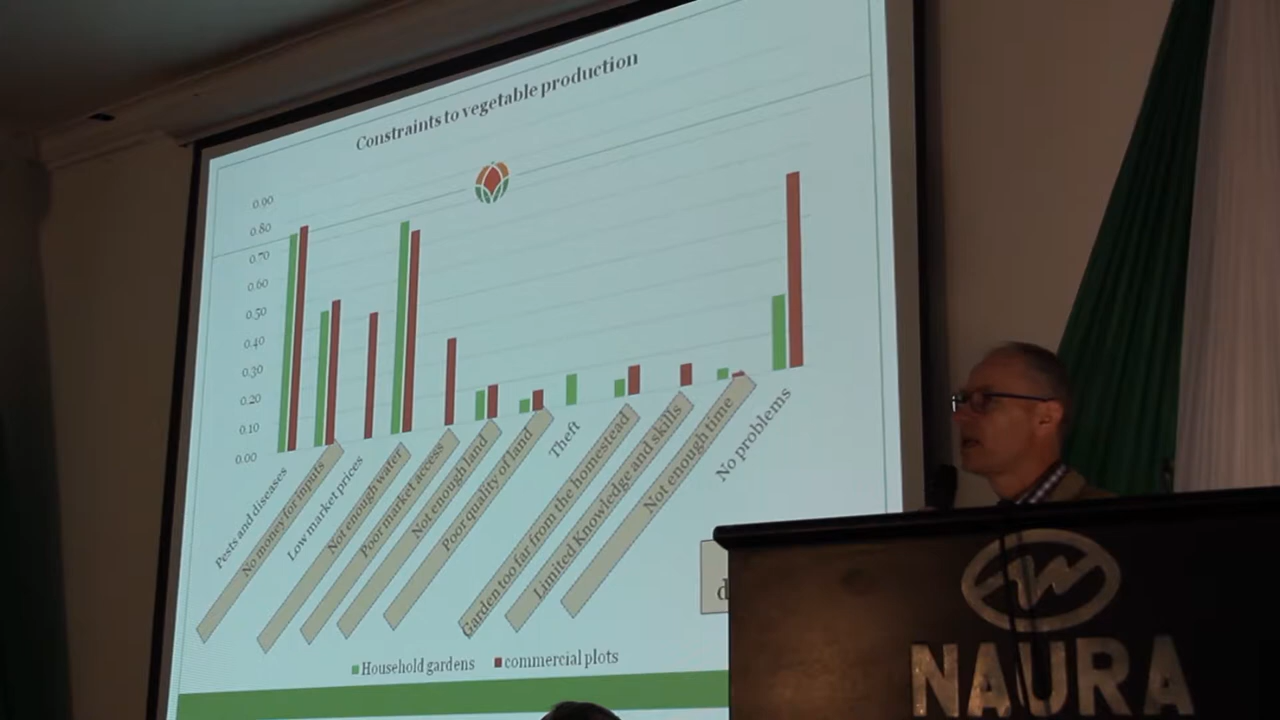 Constraints to vegetable production
0.90
0.80
0.70
0.60
0.50
0.40
0.30
0.20
0.10
0.00
Pests and diseases
No money for inputs
Low market prices
Not enough water
Poor market access
Not enough land
Poor quality of land
Theft
Garden too far from the homestead
Limited Knowledge and skills
Not enough time
No problems
d
Household gardens
commercial plots
NAURA